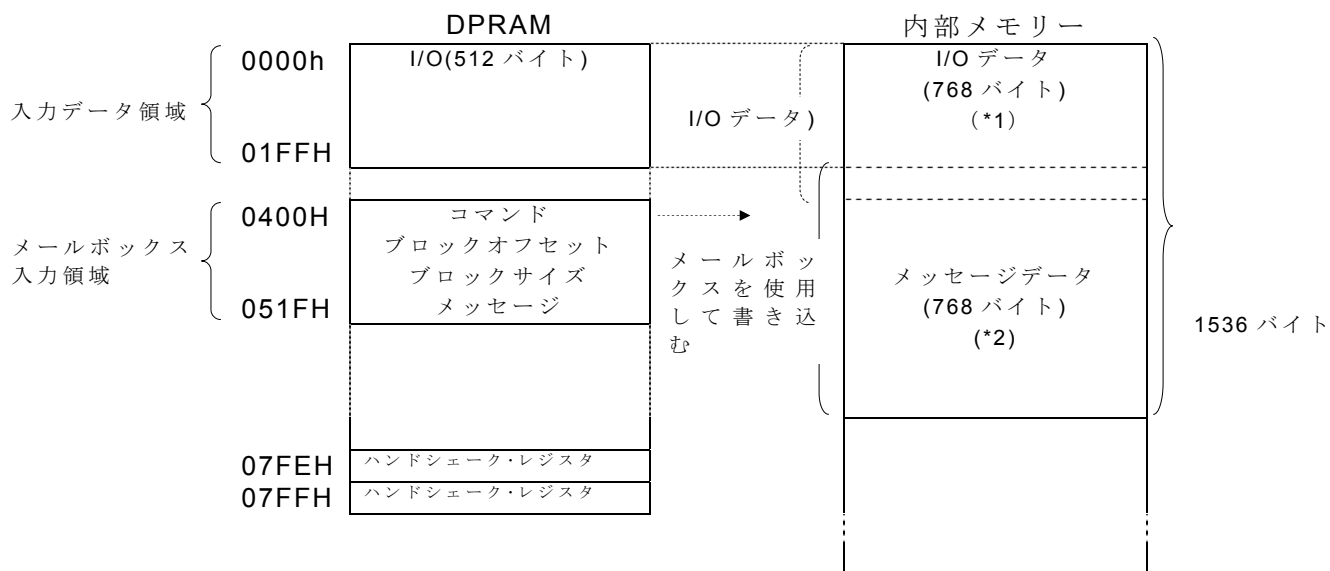 DPRAM
内部メモリー
0000h
I/O(512 バイト)
入力データ領域
01FFH
I/O データ)
I/O データ
(768 バイト)
(*1)
0400H
メールボックス
入力領域
051FH
コマンド
ブロックオフセット
ブロックサイズ
メッセージ
メールボッ
クスを使用
して書き込
む
メッセージデータ
(768 バイト)
(*2)
1536 バイト
07FEH
ハンドシェーク・レジスタ
07FFH
ハンドシェーク・レジスタ